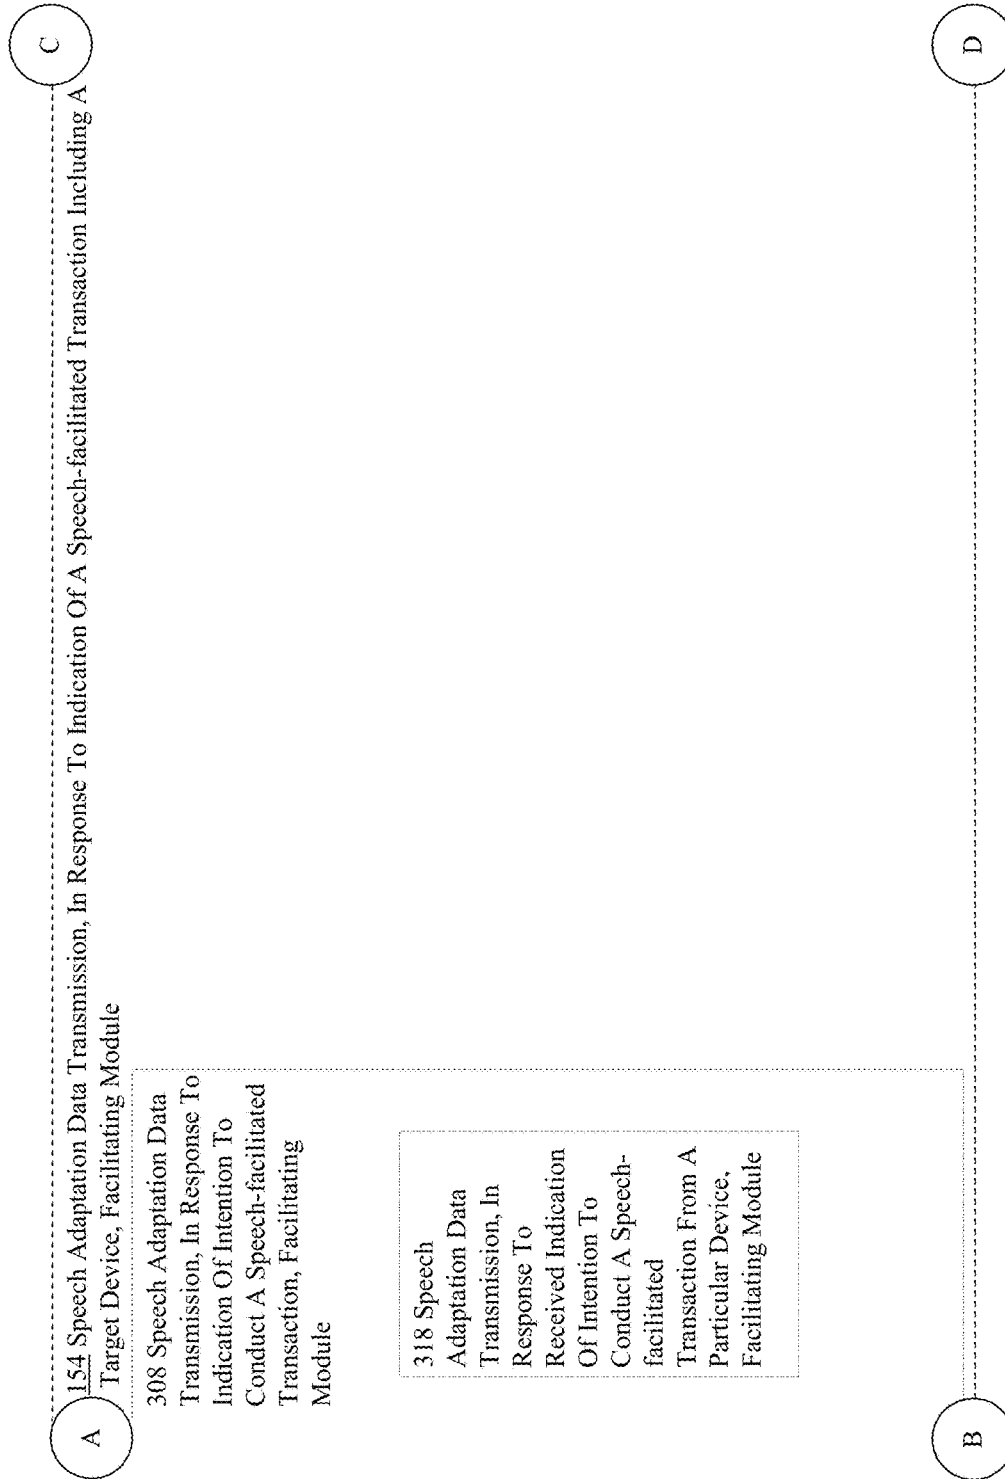 A
C
154 Speech Adaptation Data Transmission, In Response To Indication Of A Speech-facilitated Transaction Including A
Target Device, Facilitating Module
308 Speech Adaptation Data
Transmission, In Response To
Indication Of Intention To
Conduct A Speech-facilitated
Transaction, Facilitating
Module
318 Speech
Adaptation Data
Transmission, In
Response To
Received Indication
Of Intention To
Conduct A Speech-
facilitated
Transaction From A
Particular Device,
Facilitating Module
B
D